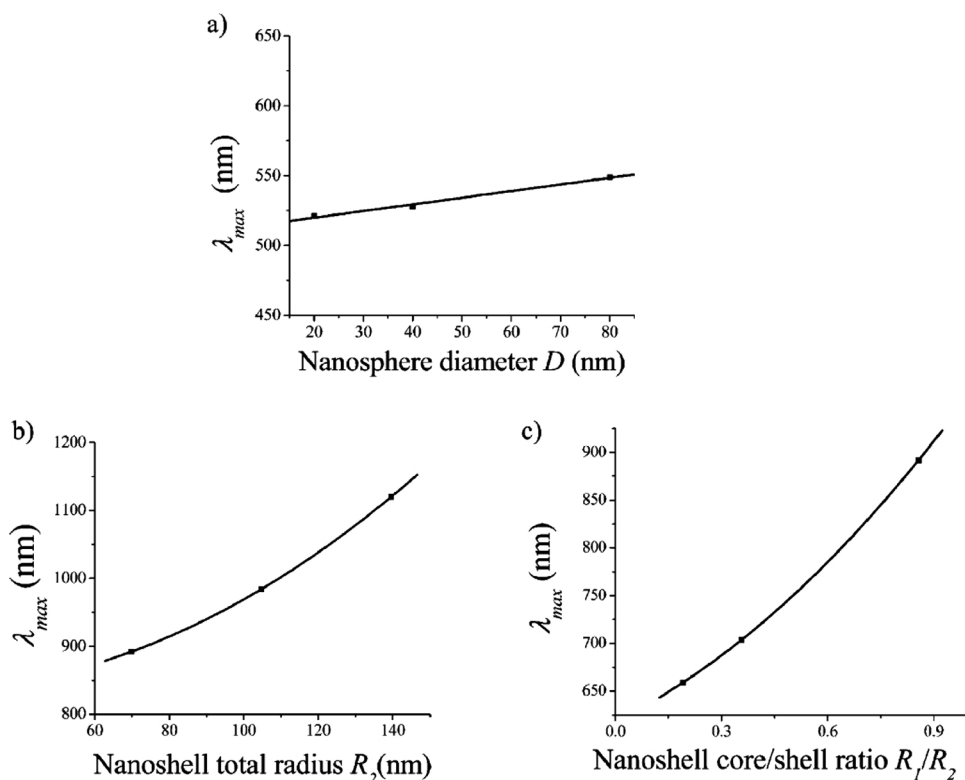 a)
650
600
550
500
450
λmax (nm)
20 30 40 50 60 70 80
Nanosphere diameter D (nm)
b)
1200
1100
1000
900
800
λmax (nm)
60 80 100 120 140
Nanoshell total radius R2(nm)
c)
900
850
800
750
700
650
λmax (nm)
0.0 0.3 0.6 0.9
Nanoshell core/shell ratio R1/R2